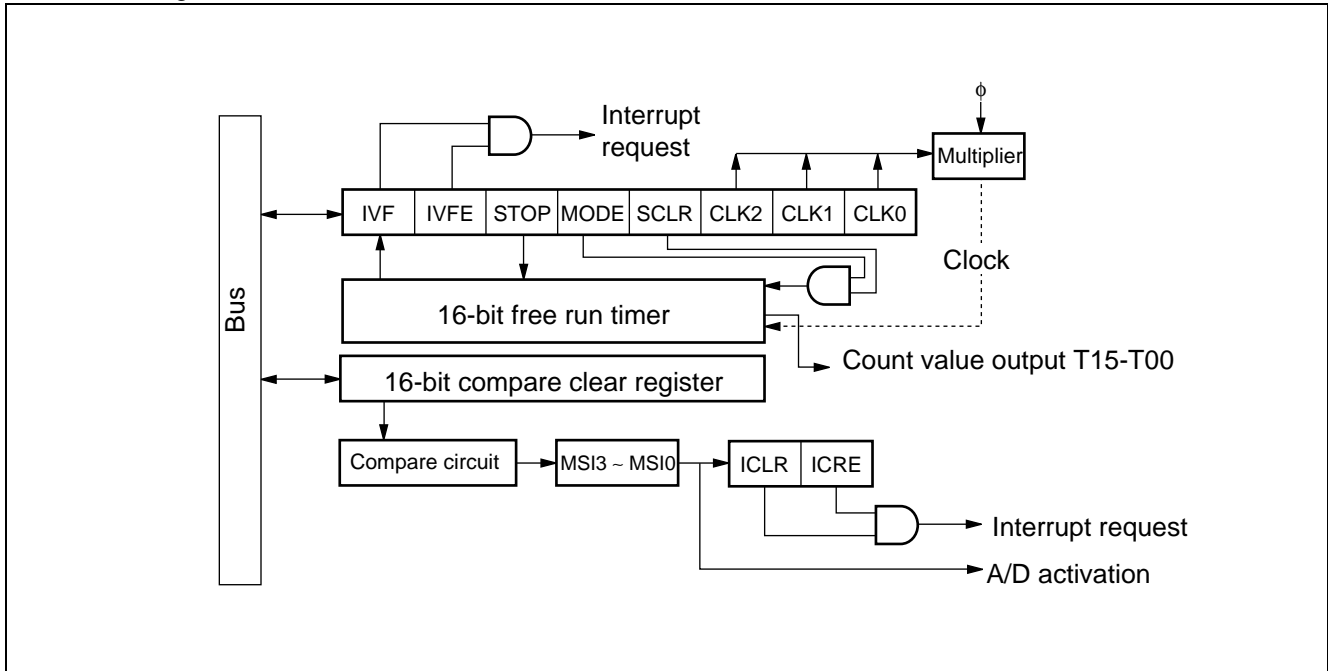 ϕ
Interrupt
request
Multiplier
IVF IVFE STOP MODE SCLR CLK2 CLK1 CLK0
Clock
Bus
16-bit free run timer
Count value output T15-T00
16-bit compare clear register
Compare circuit
MSI3 ~ MSI0
ICLR ICRE
Interrupt request
A/D activation